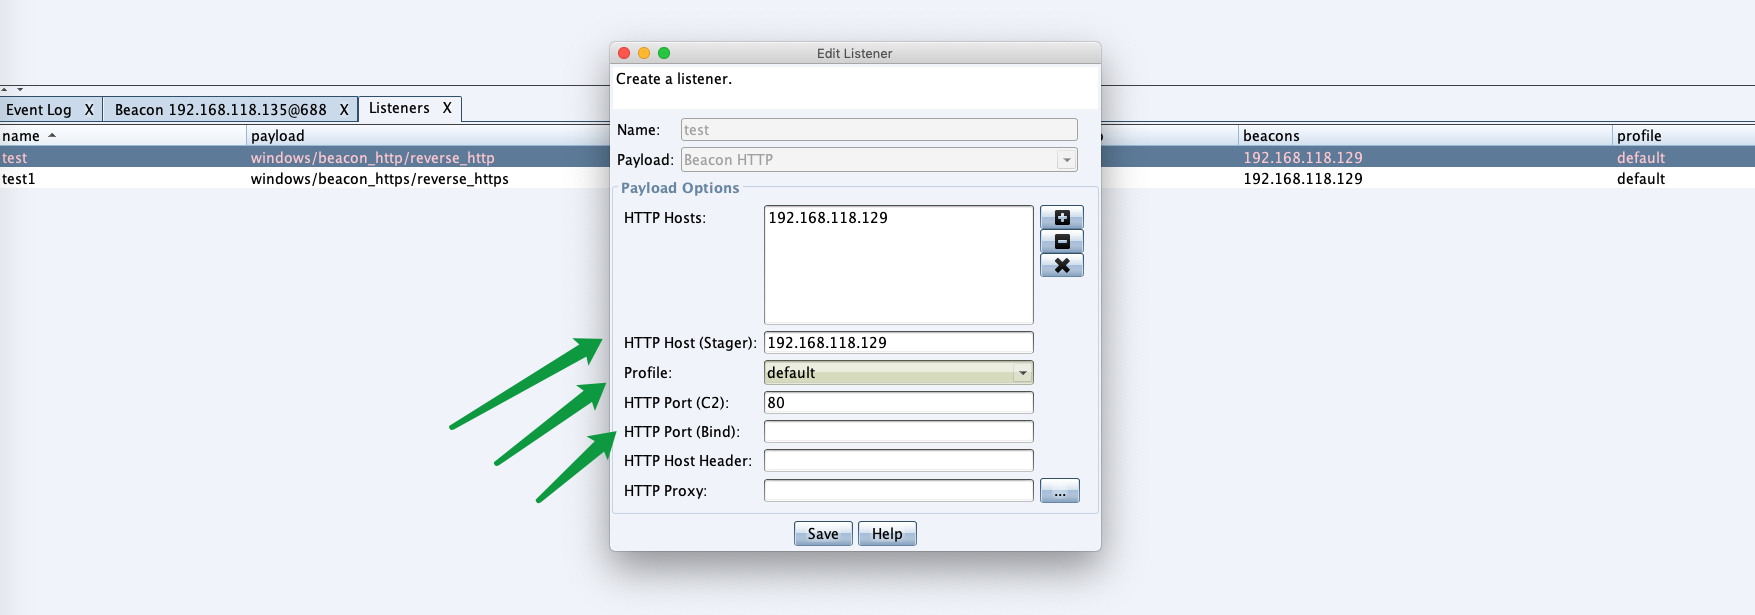 Edit Listener
Create a listener.
Event Log X Beacon 192.168.118.135@688 X Listeners X
name payload beacons profile
test windows/beacon_http/reverse_http 192.168.118.129 default
test1 windows/beacon_https/reverse_https 192.168.118.129 default
Name: test
Payload: Beacon HTTP
Payload Options
HTTP Hosts: 192.168.118.129
HTTP Host (Stager): 192.168.118.129
Profile: default
HTTP Port (C2): 80
HTTP Port (Bind):
HTTP Host Header:
HTTP Proxy: ...
Save Help